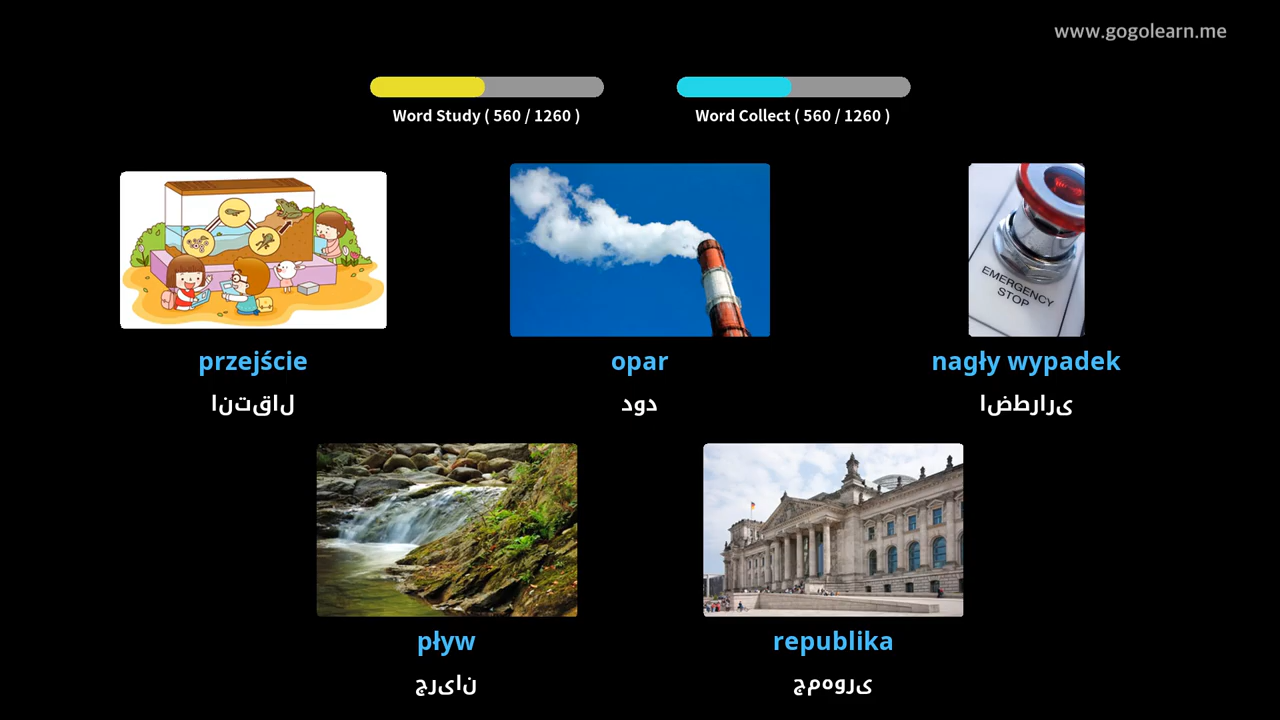 www.gogolearn.me
Word Study ( 560 / 1260 )
Word Collect ( 560 / 1260 )
EMERGENCY
STOP
przejście
opar
nagły wypadek
انتقال
دود
اضطراری
pływ
republika
جریان
جمهوری